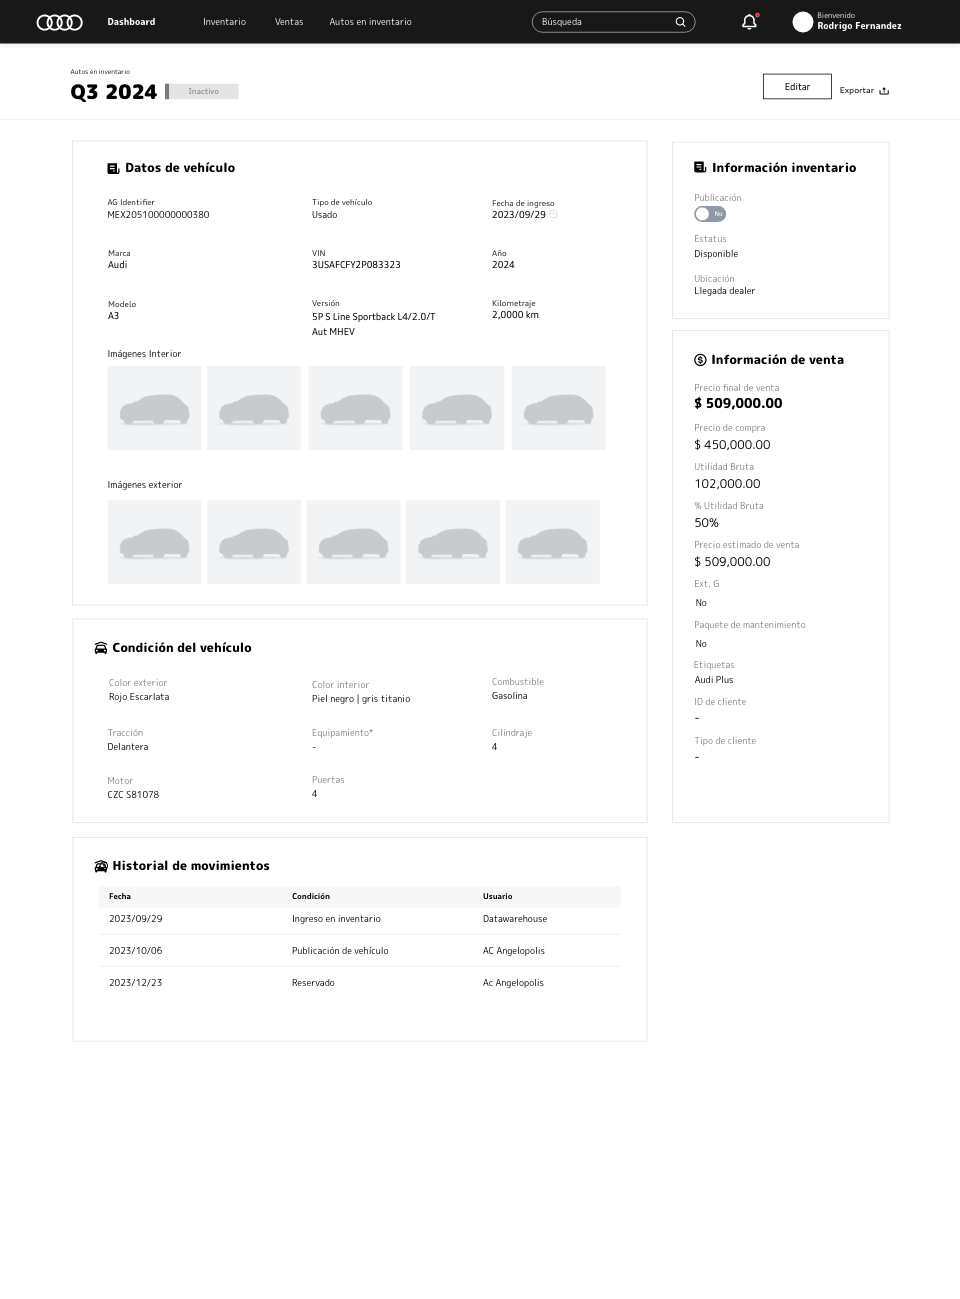 Dashboard
Inventario
Ventas
Autos en inventario
Búsqueda
Bienvenido
Rodrigo Fernandez
Autos en inventario
Q3 2024
Inactivo
Editar
Exportar
Datos de vehículo
AG Identifier
MEX205100000000380
Tipo de vehículo
Usado
Fecha de ingreso
2023/09/29
Marca
Audi
VIN
3USAFCFY2P083323
Año
2024
Modelo
A3
Versión
5P S Line Sportback L4/2.0/T
Aut MHEV
Kilometraje
2,0000 km
Imágenes Interior
Imágenes exterior
Condición del vehículo
Color exterior
Rojo Escarlata
Color interior
Piel negro | gris titanio
Combustible
Gasolina
Tracción
Delantera
Equipamiento*
-
Cilíndraje
4
Motor
CZC S81078
Puertas
4
Historial de movimientos
Fecha Condición Usuario
2023/09/29 Ingreso en inventario Datawarehouse
2023/10/06 Publicación de vehículo AC Angelopolis
2023/12/23 Reservado Ac Angelopolis
Información inventario
Publicación
No
Estatus
Disponible
Ubicación
Llegada dealer
Información de venta
Precio final de venta
$ 509,000.00
Precio de compra
$ 450,000.00
Utilidad Bruta
102,000.00
% Utilidad Bruta
50%
Precio estimado de venta
$ 509,000.00
Ext. G
No
Paquete de mantenimiento
No
Etiquetas
Audi Plus
ID de cliente
-
Tipo de cliente
-